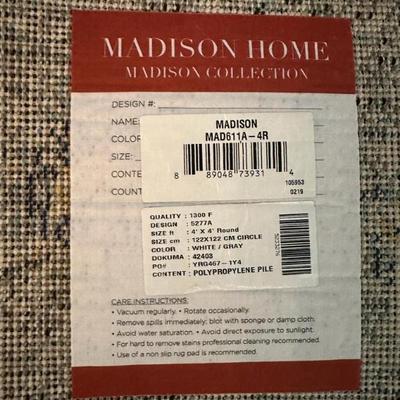 MADISON HOME
MADISON COLLECTION
DESIGN #:
NAME:
COLOR
SIZE:
CONTE
COUNT
MADISON
MAD611A-4R
8 89048 73931 4
105953
0219
QUALITY : 1300 F
DESIGN : 5277A
SIZE ft : 4' X 4' Round
SIZE cm : 122X122 CM CIRCLE
COLOR : WHITE / GRAY
DOKUMA : 42403
PO# : YRG467-1Y4
CONTENT : POLYPROPYLENE PILE
CARE INSTRUCTIONS:
• Vacuum regularly. • Rotate occasionally.
• Remove spills immediately; blot with sponge or damp cloth.
• Avoid water saturation. • Avoid direct exposure to sunlight.
• For hard to remove stains professional cleaning recommended.
• Use of a non slip rug pad is recommended.